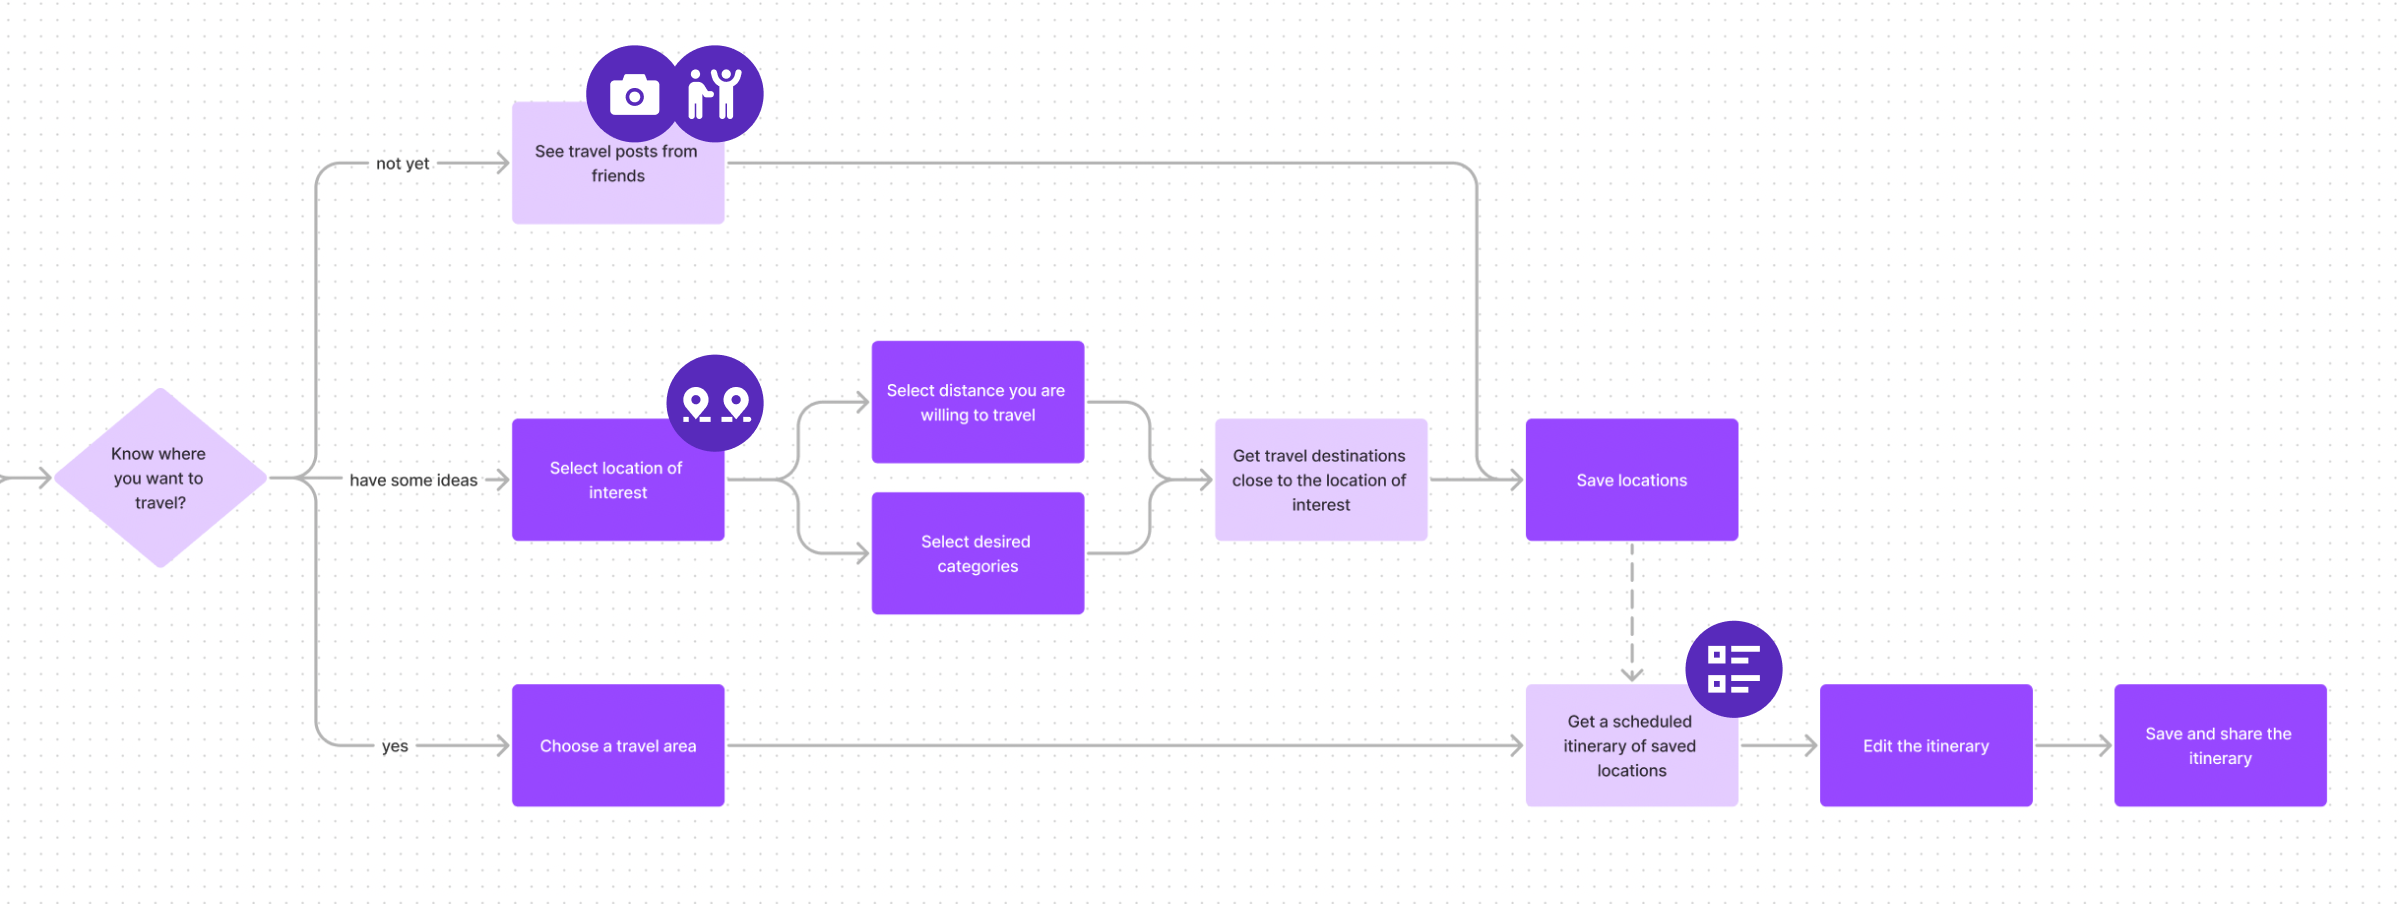 not yet
See travel posts from
friends
Know where
you want to
travel?
have some ideas
Select location of
interest
Select distance you are
willing to travel
Select desired
categories
Get travel destinations
close to the location of
interest
Save locations
yes
Choose a travel area
Get a scheduled
itinerary of saved
locations
Edit the itinerary
Save and share the
itinerary